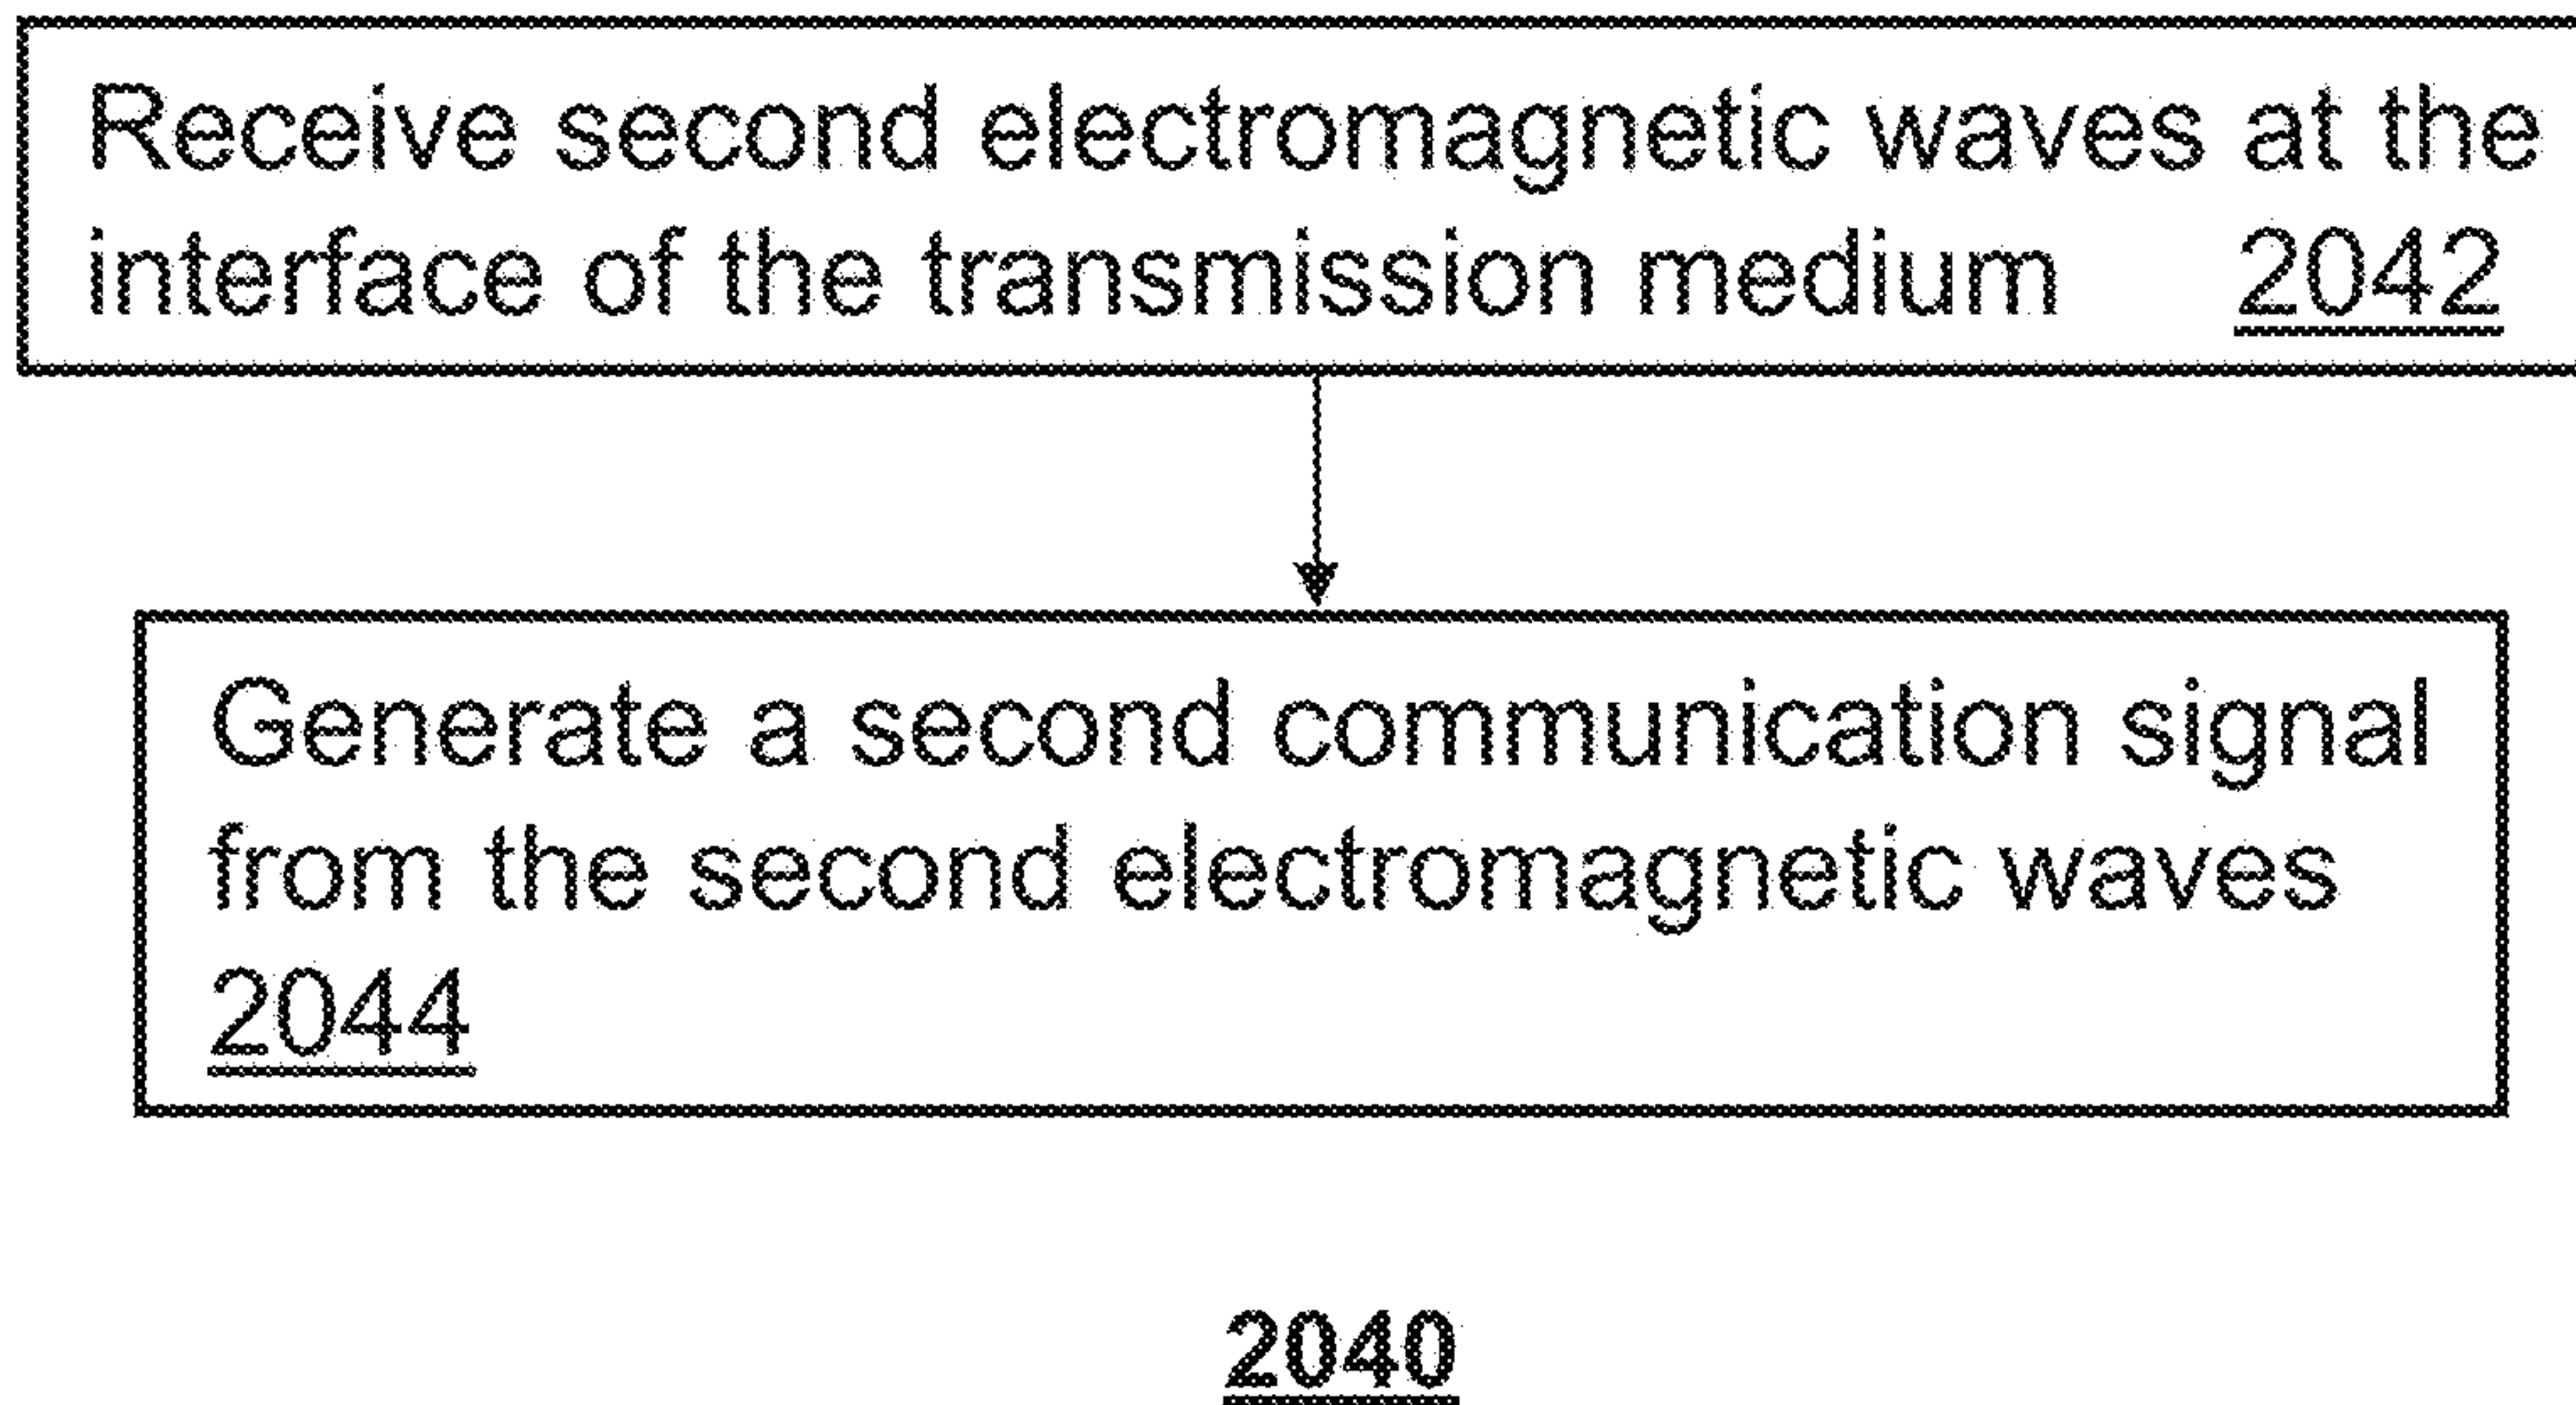 Receive second electromagnetic waves at the
interface of the transmission medium 2042
Generate a second communication signal
from the second electromagnetic waves
2044
2040